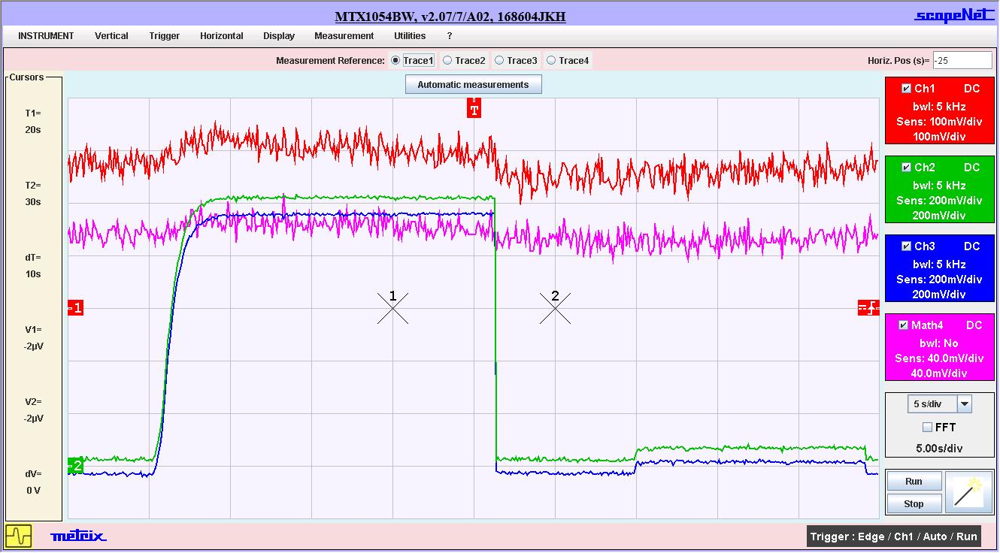 MTX1054BW, v2.07/7/A02, 168604JKH
scopeNet
INSTRUMENT Vertical Trigger Horizontal Display Measurement Utilities ?
Measurement Reference: Trace1 Trace2 Trace3 Trace4 Horiz. Pos (s)= -25
Cursors
Automatic measurements
T1=
20s
T2=
30s
dT=
10s
V1=
-2µV
V2=
-2µV
dV=
0 V
T
1
2
1
2
Ch1 DC
bwl: 5 kHz
Sens: 100mV/div
100mV/div
Ch2 DC
bwl: 5 kHz
Sens: 200mV/div
200mV/div
Ch3 DC
bwl: 5 kHz
Sens: 200mV/div
200mV/div
Math4 DC
bwl: No
Sens: 40.0mV/div
40.0mV/div
5 s/div
FFT
5.00s/div
Run
Stop
metrix
Trigger : Edge / Ch1 / Auto / Run